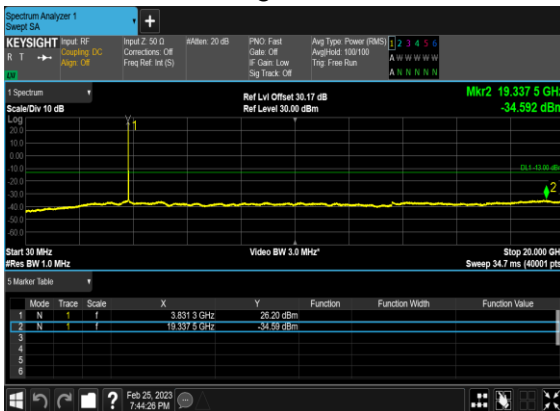 Spectrum Analyzer 1
Swept SA
+
KEYSIGHT Input: RF Input Z: 50 Ω #Atten: 20 dB PNO: Fast Avg Type: Power (RMS) 1 2 3 4 5 6
R T Coupling: DC Corrections: Off Gate: Off Avg|Hold: 100/100 A W W W W W
Align: Off Freq Ref: Int (S) IF Gain: Low Trig: Free Run
Sig Track: Off A N N N N N
1 Spectrum Ref Lvl Offset 30.17 dB Mkr2 19.337 5 GHz
Scale/Div 10 dB Ref Level 30.00 dBm -34.592 dBm
Log
1
20.0
10.0
0.00
-10.0 DL1 -13.00 dBm
-20.0
-30.0 2
-40.0
-50.0
-60.0
Start 30 MHz Video BW 3.0 MHz* Stop 20.000 GH
#Res BW 1.0 MHz Sweep 34.7 ms (40001 pts
5 Marker Table
Mode Trace Scale X Y Function Function Width Function Value
1 N 1 f 3.831 3 GHz 26.20 dBm
2 N 1 f 19.337 5 GHz -34.59 dBm
3
4
5
6
? Feb 25, 2023
7:44:26 PM